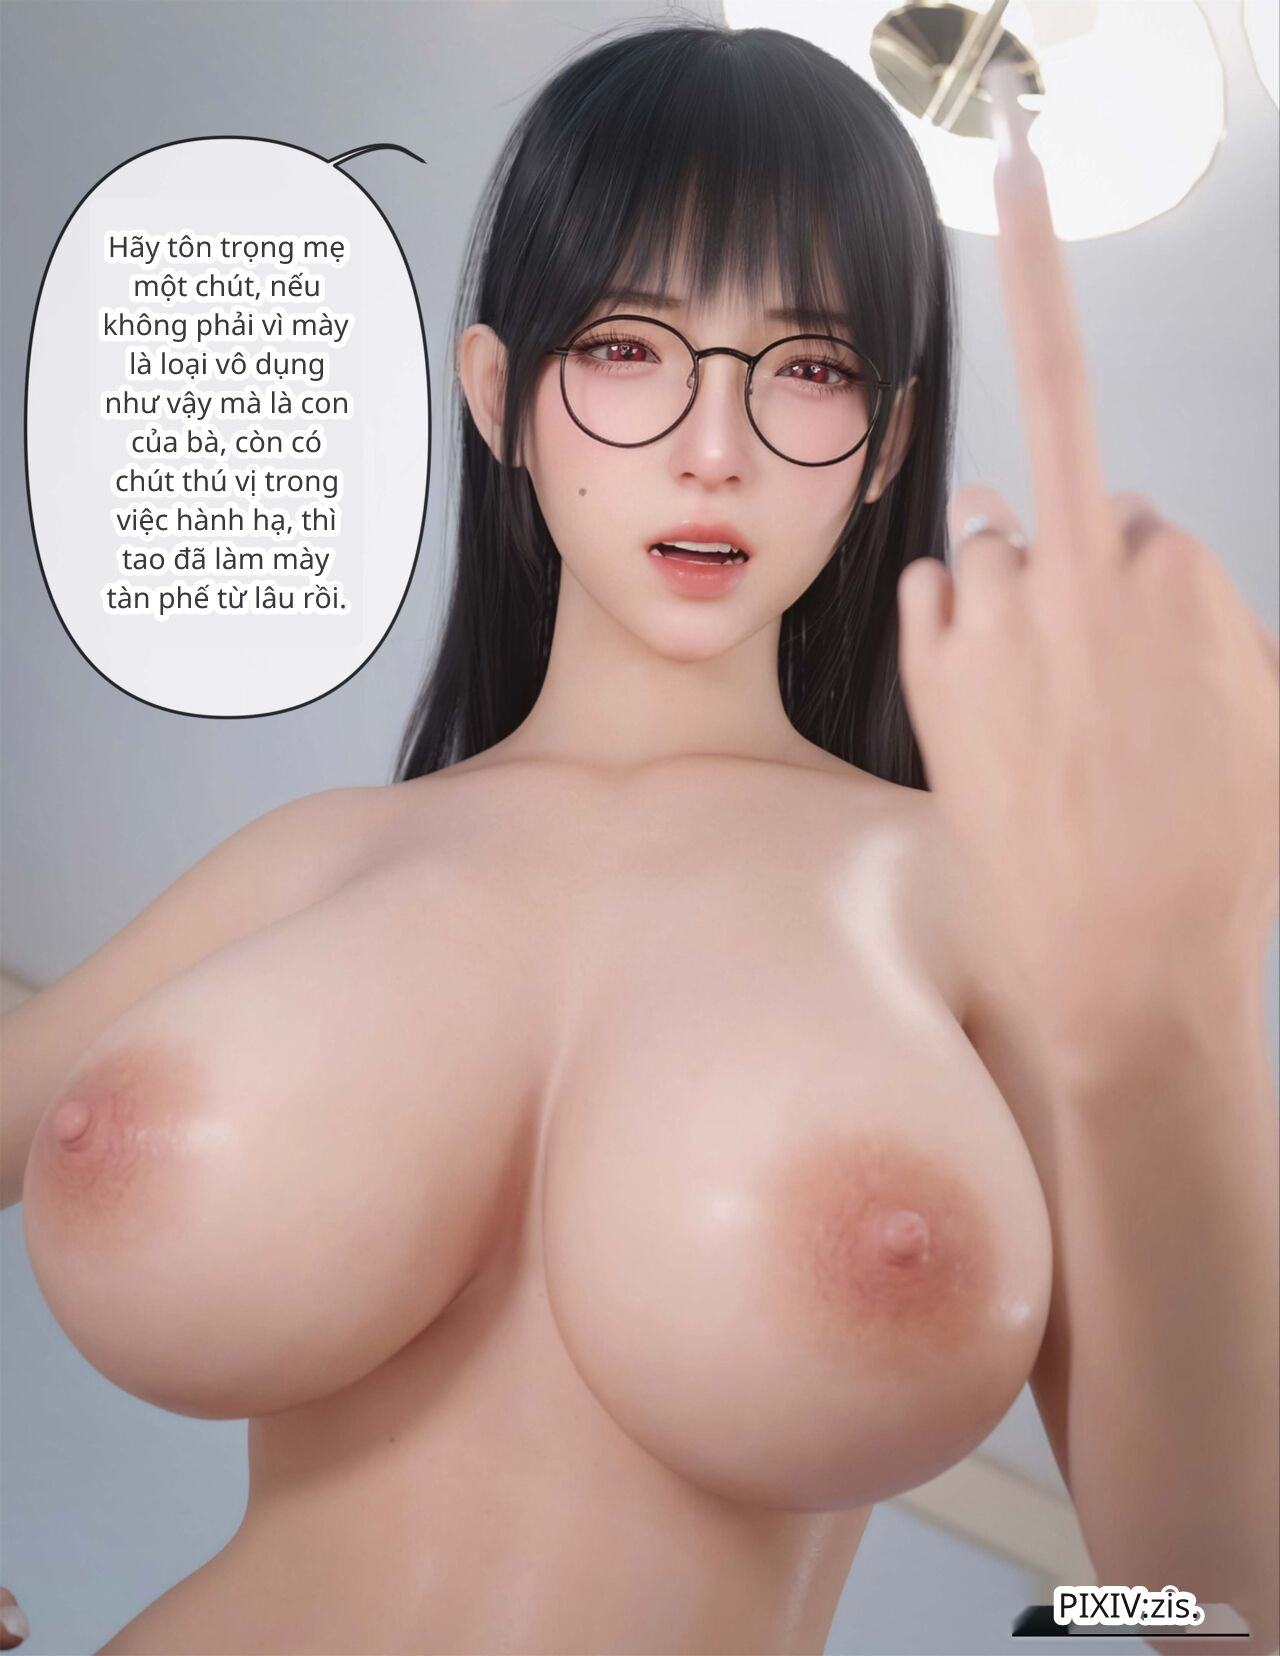 Hãy tôn trọng mẹ
một chút, nếu
không phải vì mày
là loại vô dụng
như vậy mà là con
của bà, còn có
chút thú vị trong
việc hành hạ, thì
tao đã làm mày
tàn phế từ lâu rồi.
PIXIV:zis.